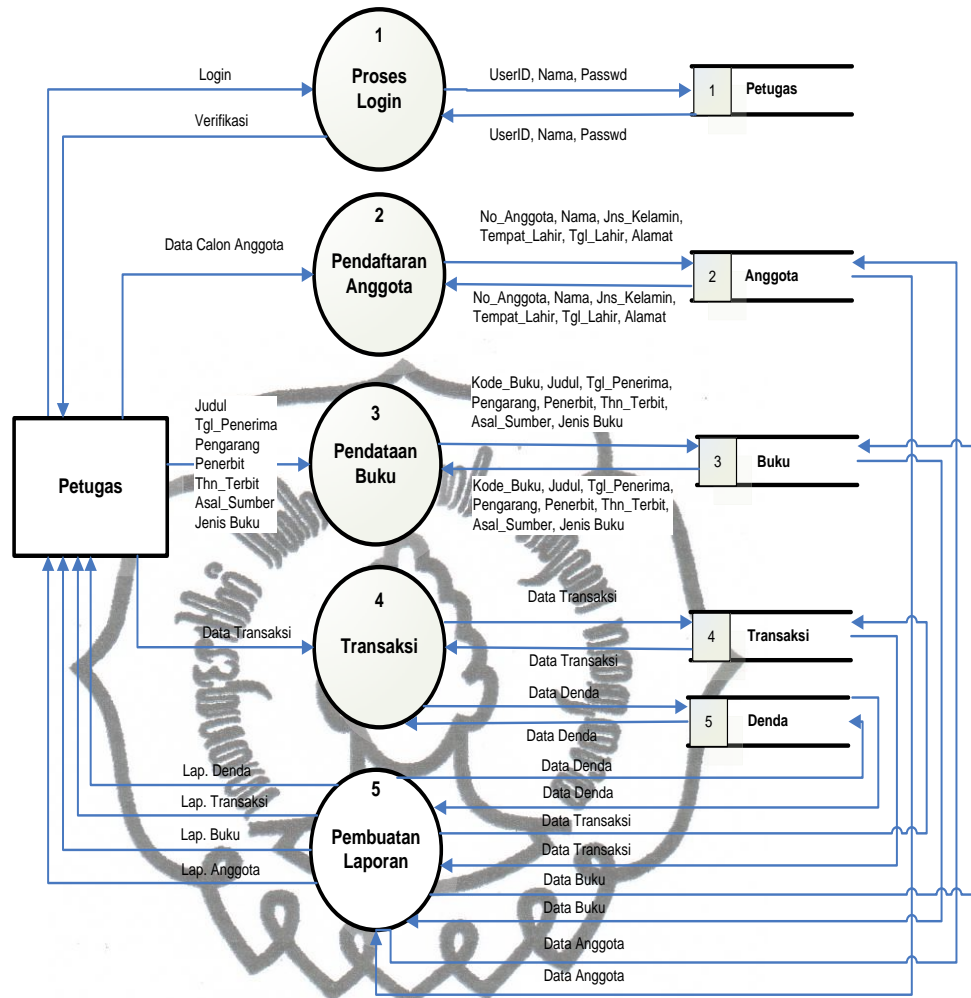 1
Proses
Login
Login
Verifikasi
UserID, Nama, Passwd
UserID, Nama, Passwd
1
Petugas
2
Pendaftaran
Anggota
Data Calon Anggota
No_Anggota, Nama, Jns_Kelamin,
Tempat_Lahir, Tgl_Lahir, Alamat
No_Anggota, Nama, Jns_Kelamin,
Tempat_Lahir, Tgl_Lahir, Alamat
2
Anggota
Petugas
Judul
Tgl_Penerima
Pengarang
Penerbit
Thn_Terbit
Asal_Sumber
Jenis Buku
3
Pendataan
Buku
Kode_Buku, Judul, Tgl_Penerima,
Pengarang, Penerbit, Thn_Terbit,
Asal_Sumber, Jenis Buku
Kode_Buku, Judul, Tgl_Penerima,
Pengarang, Penerbit, Thn_Terbit,
Asal_Sumber, Jenis Buku
3
Buku
4
Transaksi
Data Transaksi
Data Transaksi
Data Transaksi
4
Transaksi
Data Denda
Data Denda
5
Denda
5
Pembuatan
Laporan
Lap. Denda
Lap. Transaksi
Lap. Buku
Lap. Anggota
Data Denda
Data Denda
Data Transaksi
Data Transaksi
Data Buku
Data Buku
Data Anggota
Data Anggota